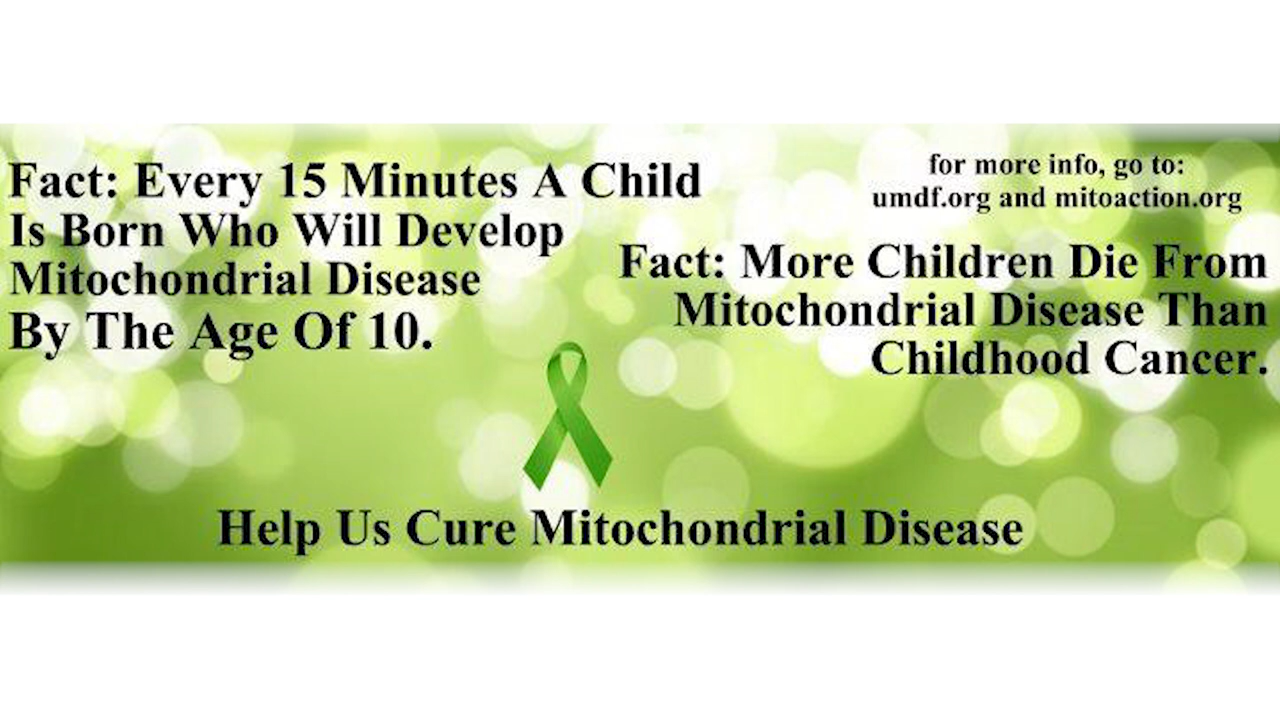 Fact: Every 15 Minutes A Child
Is Born Who Will Develop
Mitochondrial Disease
By The Age Of 10.
for more info, go to:
umdf.org and mitoaction.org
Fact: More Children Die From
Mitochondrial Disease Than
Childhood Cancer.
Help Us Cure Mitochondrial Disease